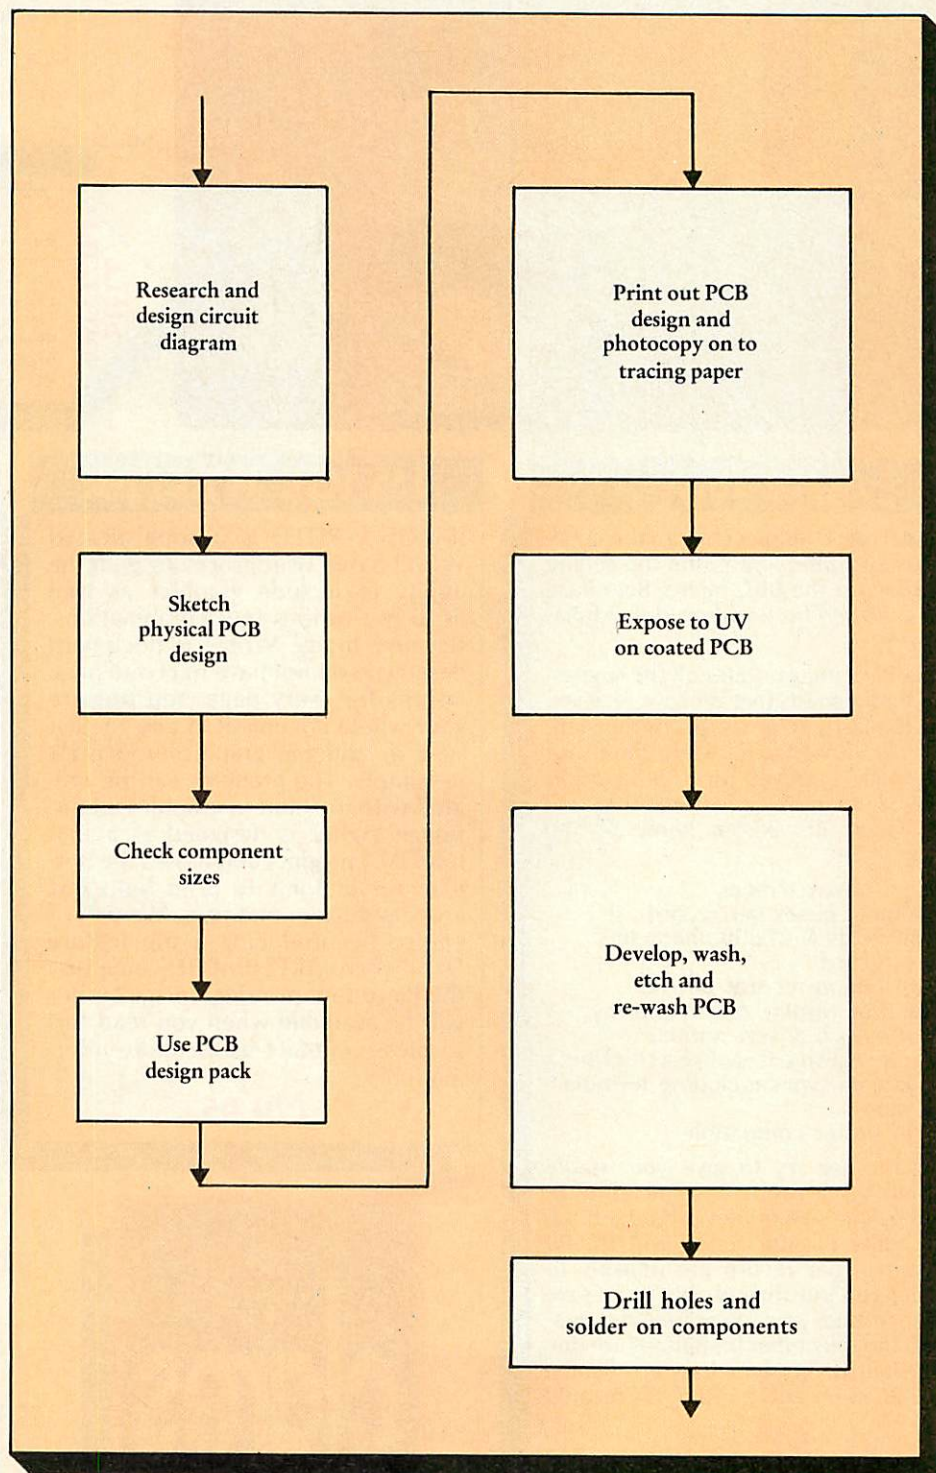 Research and
design circuit
diagram
Sketch
physical PCB
design
Check component
sizes
Use PCB
design pack
Print out PCB
design and
photocopy on to
tracing paper
Expose to UV
on coated PCB
Develop, wash,
etch and
re-wash PCB
Drill holes and
solder on components